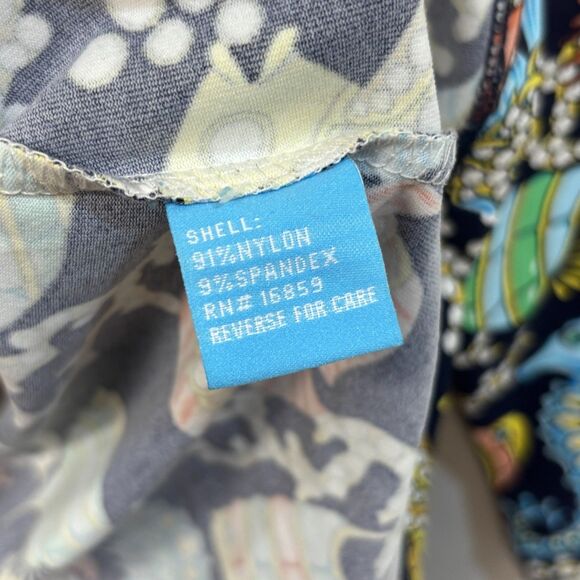 SHELL:
91%NYLON
9%SPANDEX
RN# 16859
REVERSE FOR CARE